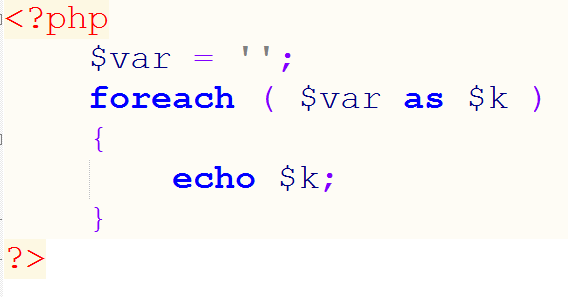 <?php
$var = '';
foreach ( $var as $k )
{
echo $k;
}
?>